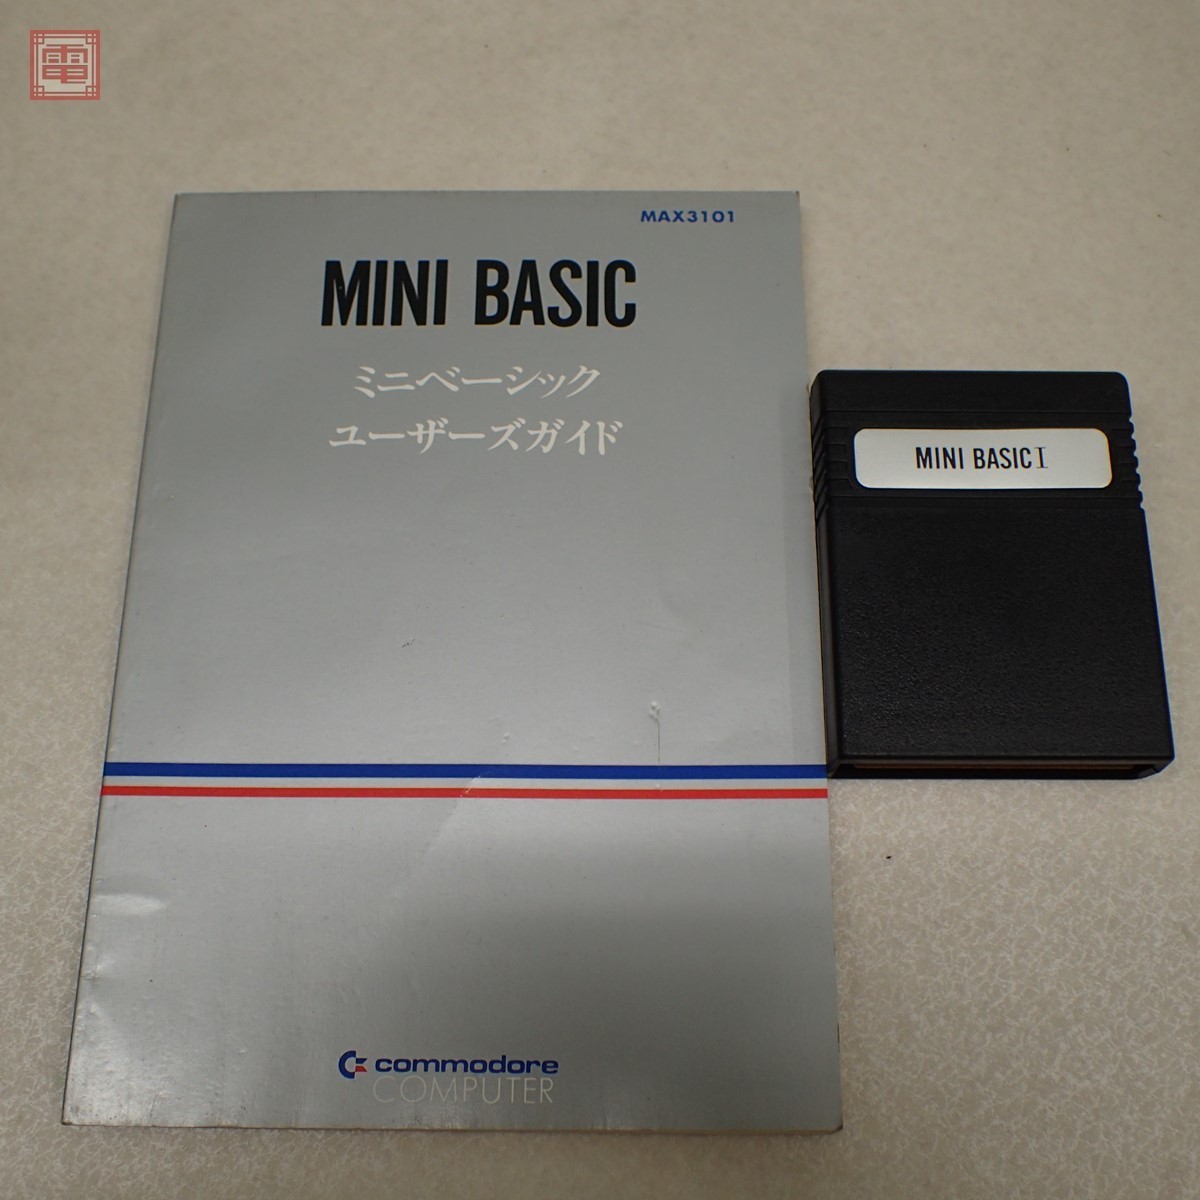 電
MAX3101
MINI BASIC
ミニベーシック
ユーザーズガイド
MINI BASIC I
commodore
COMPUTER